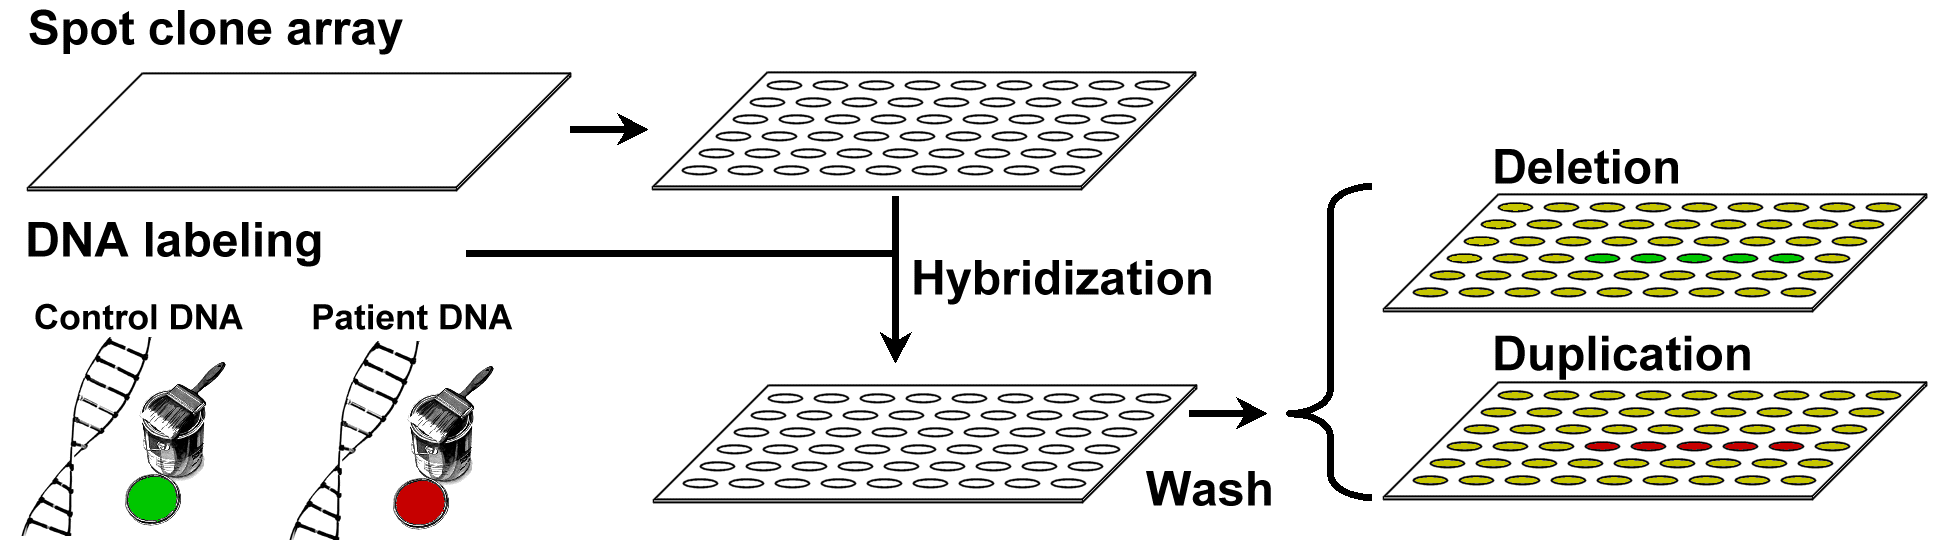 Spot clone array
DNA labeling
Control DNA
Patient DNA
Hybridization
Wash
Deletion
Duplication